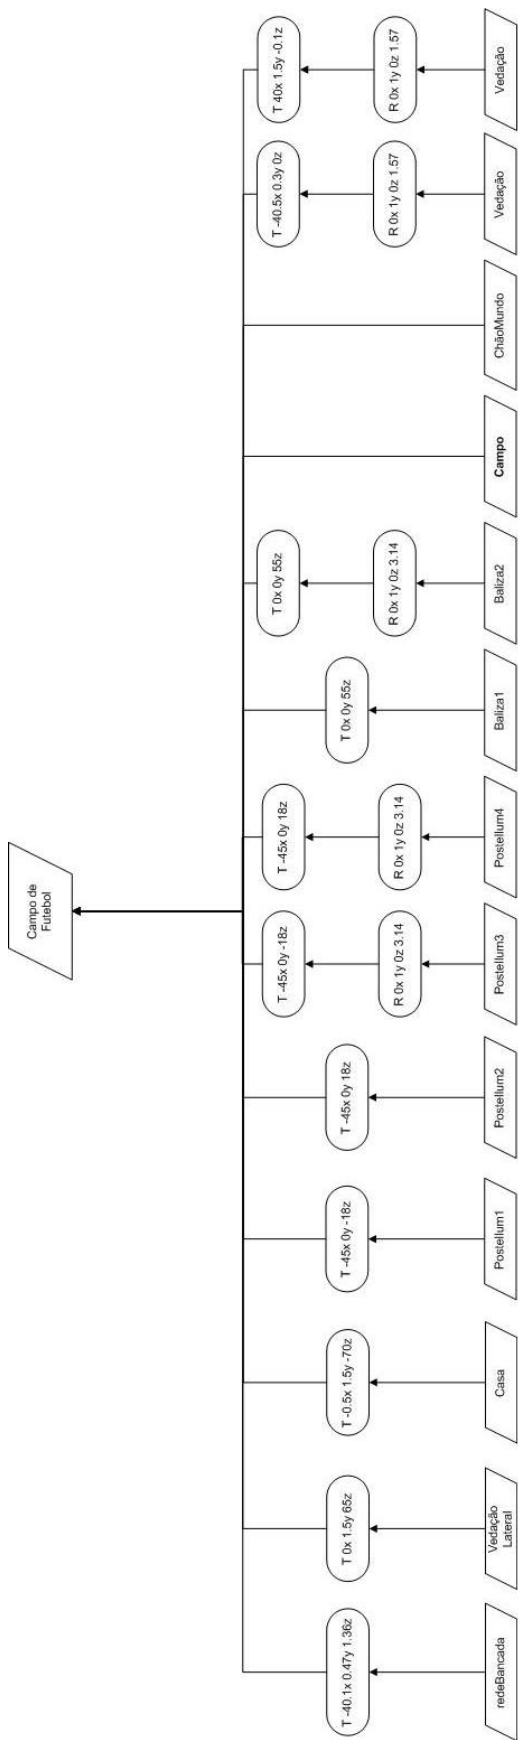 Campo de
Futebol
T -40.1x 0.47y 1.36z
T 0x 1.5y 65z
T -0.5x 1.5y -70z
T -45x 0y -18z
T -45x 0y 18z
T -45x 0y -18z
T -45x 0y 18z
T 0x 0y 55z
T 0x 0y 55z
T -40.5x 0.3y 0z
T 40x 1.5y -0.1z
R 0x 1y 0z 3.14
R 0x 1y 0z 3.14
R 0x 1y 0z 3.14
R 0x 1y 0z 1.57
R 0x 1y 0z 1.57
redeBancada
Vedação
Lateral
Casa
Postellum1
Postellum2
Postellum3
Postellum4
Baliza1
Baliza2
Campo
ChãoMundo
Vedação
Vedação